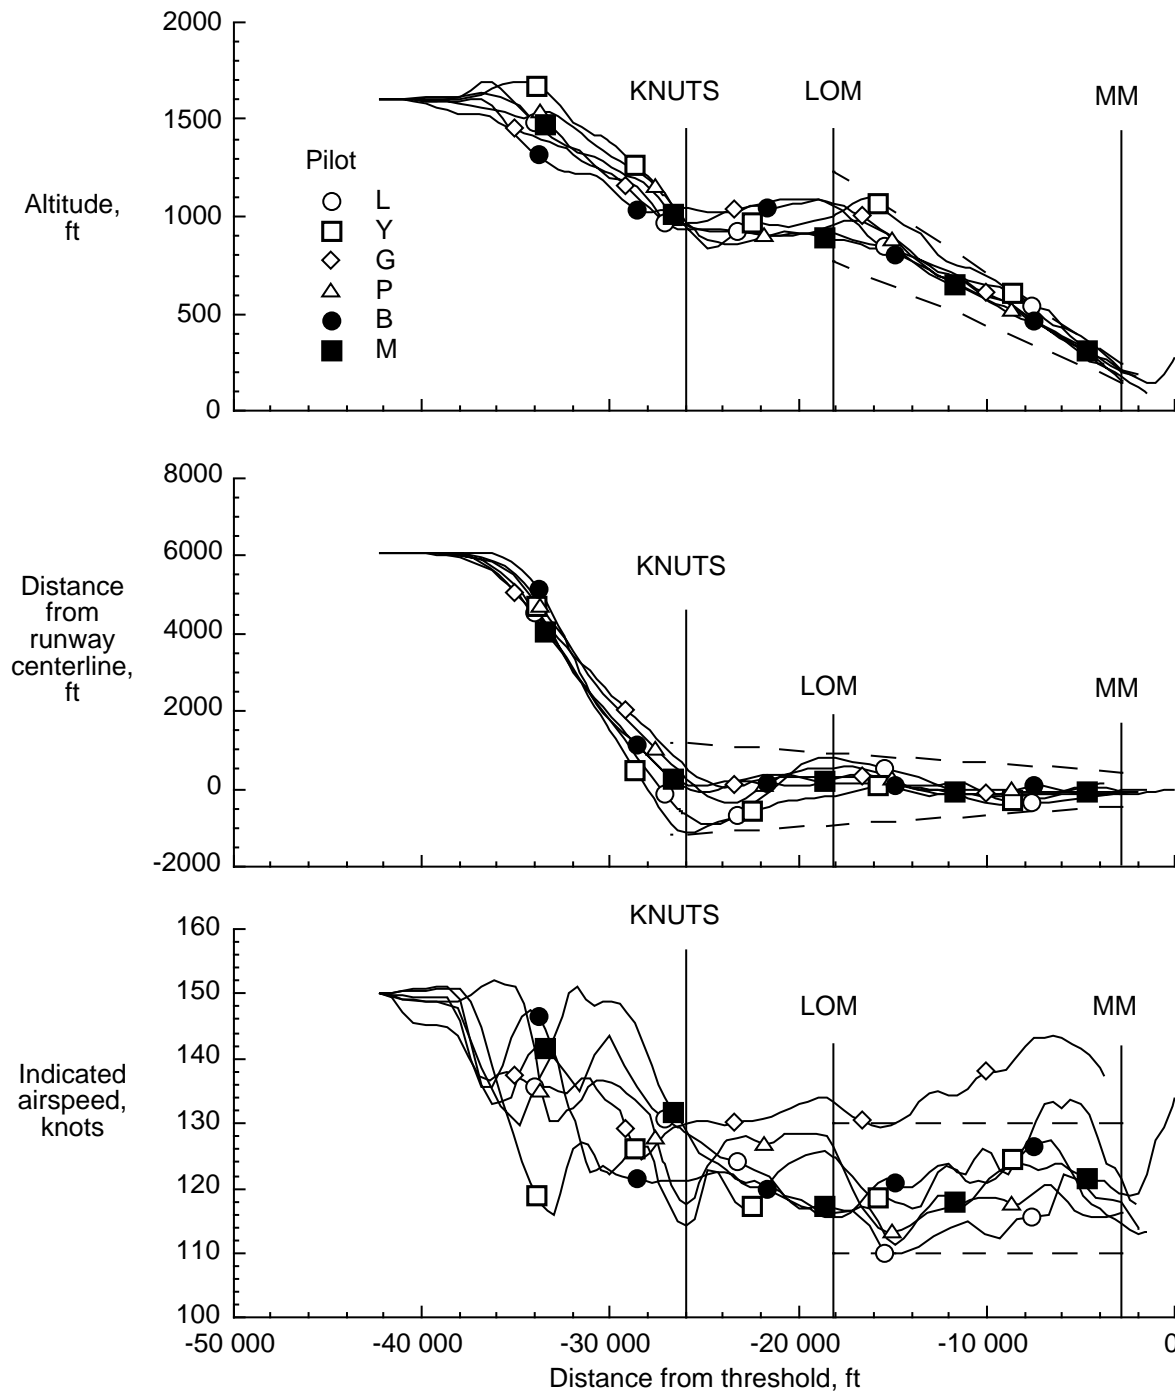 2000
1500
1000
500
0
Altitude,
ft
KNUTS
LOM
MM
Pilot
L
Y
G
P
B
M
8000
6000
4000
2000
0
-2000
Distance
from
runway
centerline,
ft
KNUTS
LOM
MM
160
150
140
130
120
110
100
Indicated
airspeed,
knots
KNUTS
LOM
MM
-50 000 -40 000 -30 000 -20 000 -10 000 0
Distance from threshold, ft